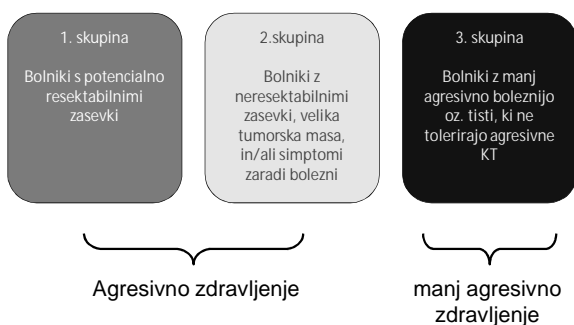 1. skupina
Bolniki s potencialno
resektabilnimi
zasevki
2.skupina
Bolniki z
neresektabilnimi
zasevki, velika
tumorska masa,
in/ali simptomi
zaradi bolezni
3. skupina
Bolniki z manj
agresivno boleznijo
oz. tisti, ki ne
tolerirajo agresivne
KT
Agresivno zdravljenje
manj agresivno
zdravljenje